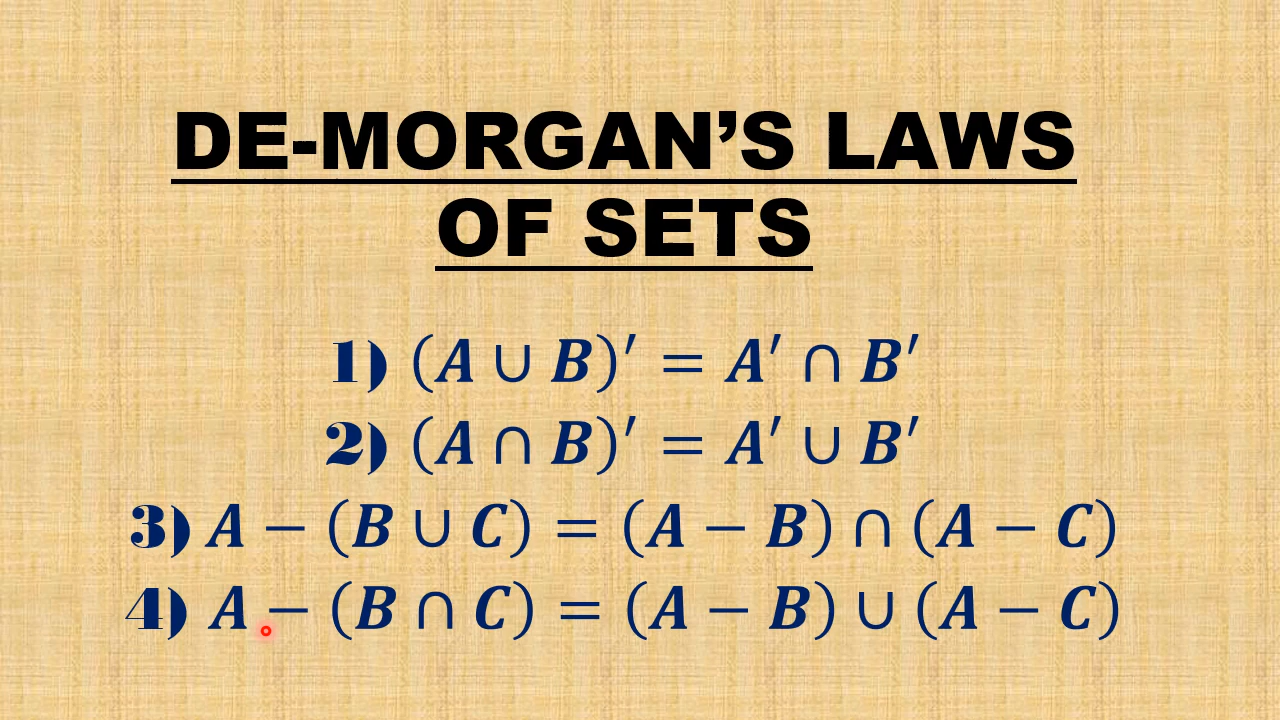 DE-MORGAN’S LAWS
OF SETS
1) (A ∪ B)′ = A′ ∩ B′
2) (A ∩ B)′ = A′ ∪ B′
3) A − (B ∪ C) = (A − B) ∩ (A − C)
4) A − (B ∩ C) = (A − B) ∪ (A − C)